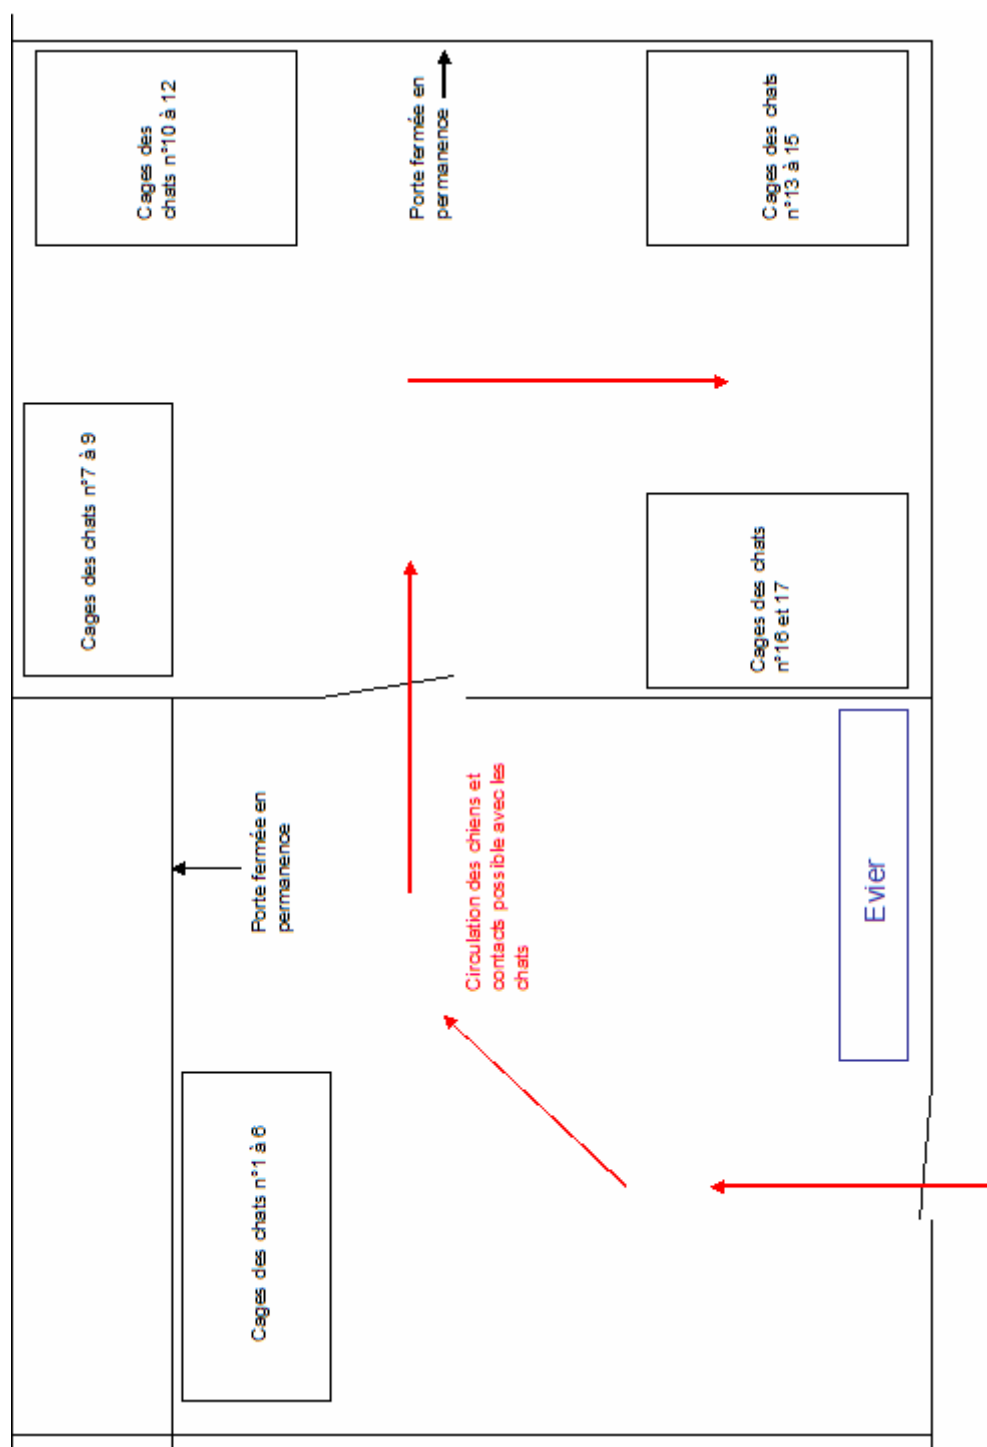 Cages des
chats n°10 à 12
Porte fermée en
permanence
Cages des chats
n°13 à 15
Cages des chats n°7 à 9
Cages des chats
n°16 et 17
Porte fermée en
permanence
Circulation des chiens et
contacts possible avec les
chats
Evier
Cages des chats n°1 à 6